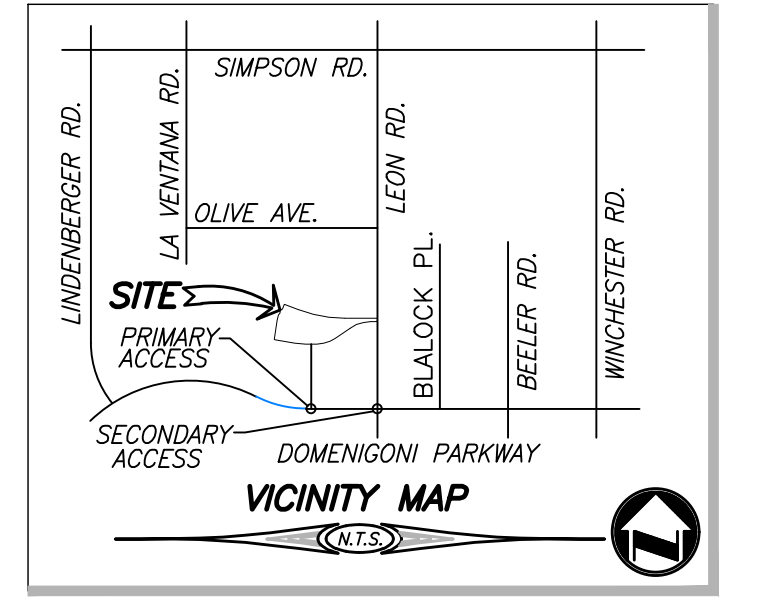 SIMPSON RD.
LINDENBERGER RD.
LA VENTANA RD.
LEON RD.
OLIVE AVE.
WINCHESTER RD.
BLALOCK PL.
BEELER RD.
SITE
PRIMARY
ACCESS
SECONDARY
ACCESS
DOMENIGONI PARKWAY
VICINITY MAP
N.T.S.
N